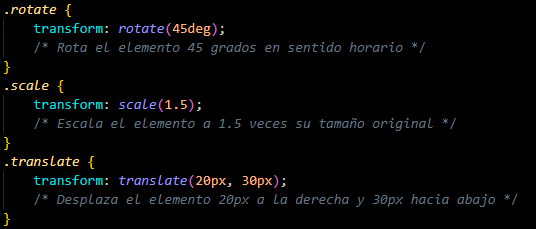 .rotate {
    transform: rotate(45deg);
    /* Rota el elemento 45 grados en sentido horario */
}
.scale {
    transform: scale(1.5);
    /* Escala el elemento a 1.5 veces su tamaño original */
}
.translate {
    transform: translate(20px, 30px);
    /* Desplaza el elemento 20px a la derecha y 30px hacia abajo */
}